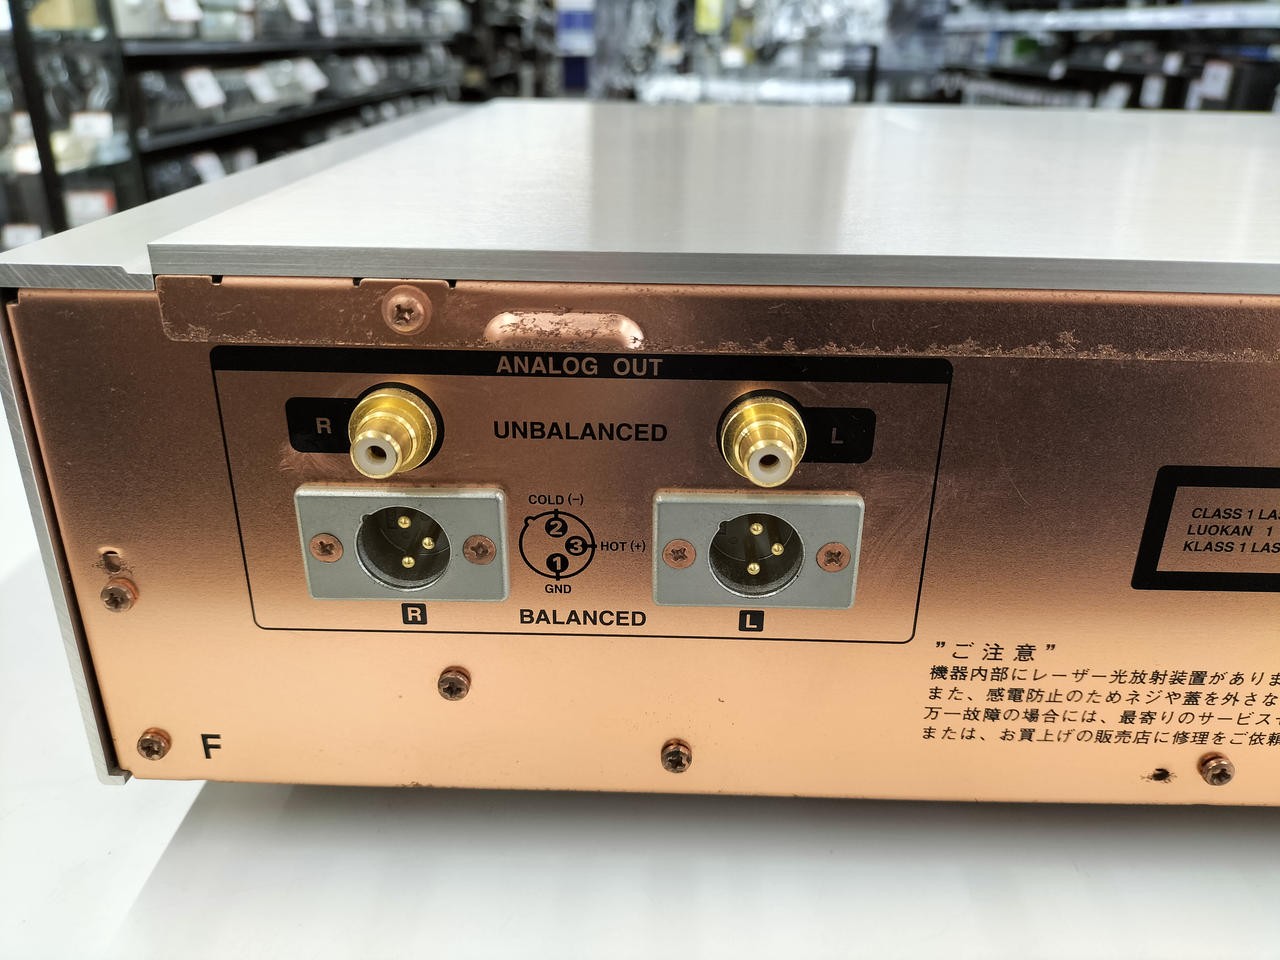 ANALOG OUT
R
UNBALANCED
L
COLD (−)
2
3
HOT (+)
1
GND
R
BALANCED
L
CLASS 1
LUOKAN 1
KLASS 1
”ご注意”
機器内部にレーザー光放射装置があり
また、感電防止のためネジや蓋を外さな
万一故障の場合には、最寄りのサービス
または、お買上げの販売店に修理をご依頼
F